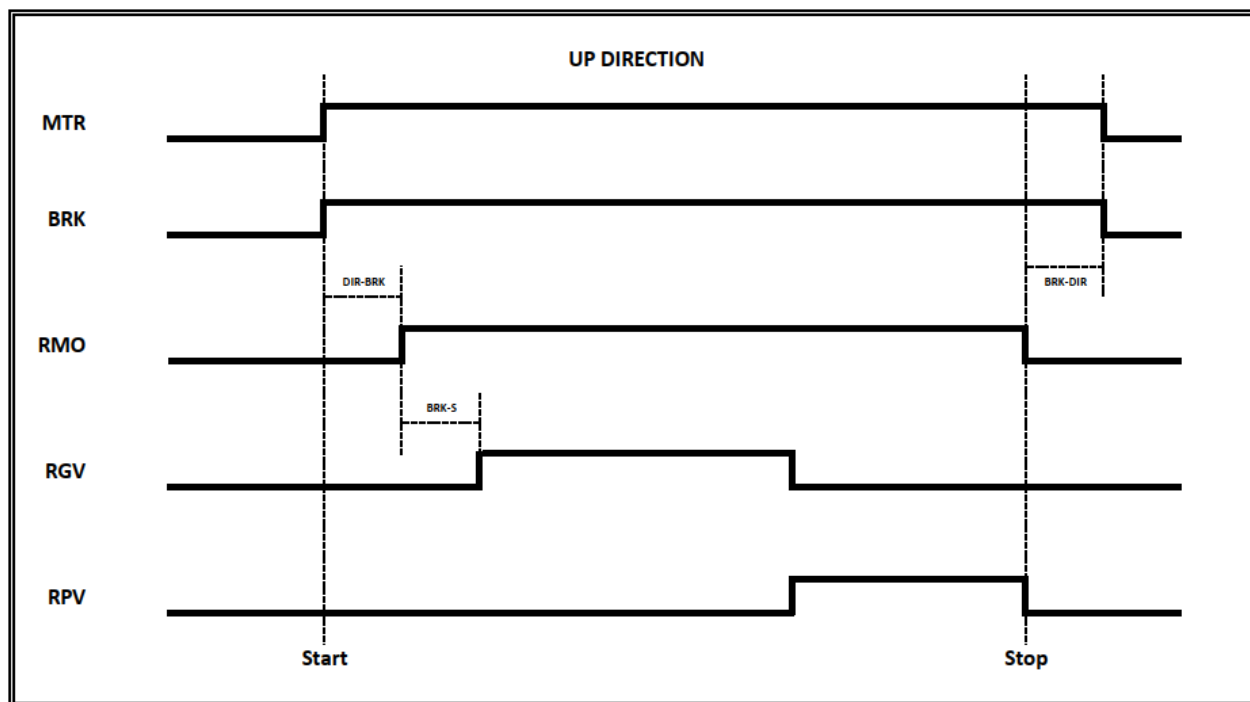 UP DIRECTION
MTR
BRK
DIR-BRK
BRK-DIR
RMO
BRK-S
RGV
RPV
Start
Stop